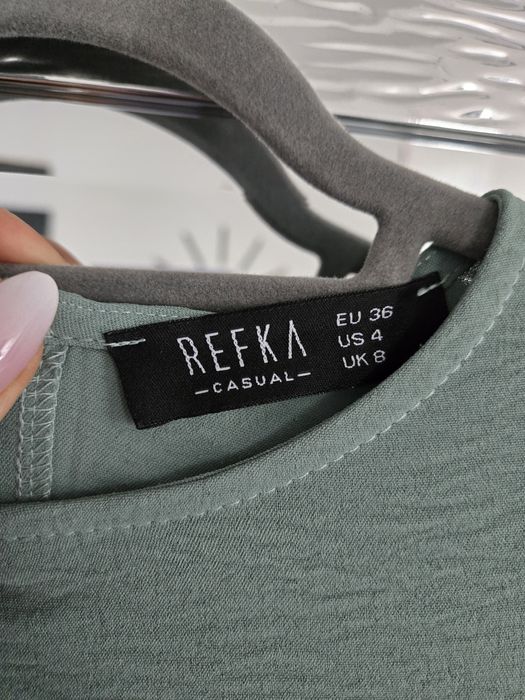 REFKA
—CASUAL—
EU 36
US 4
UK 8